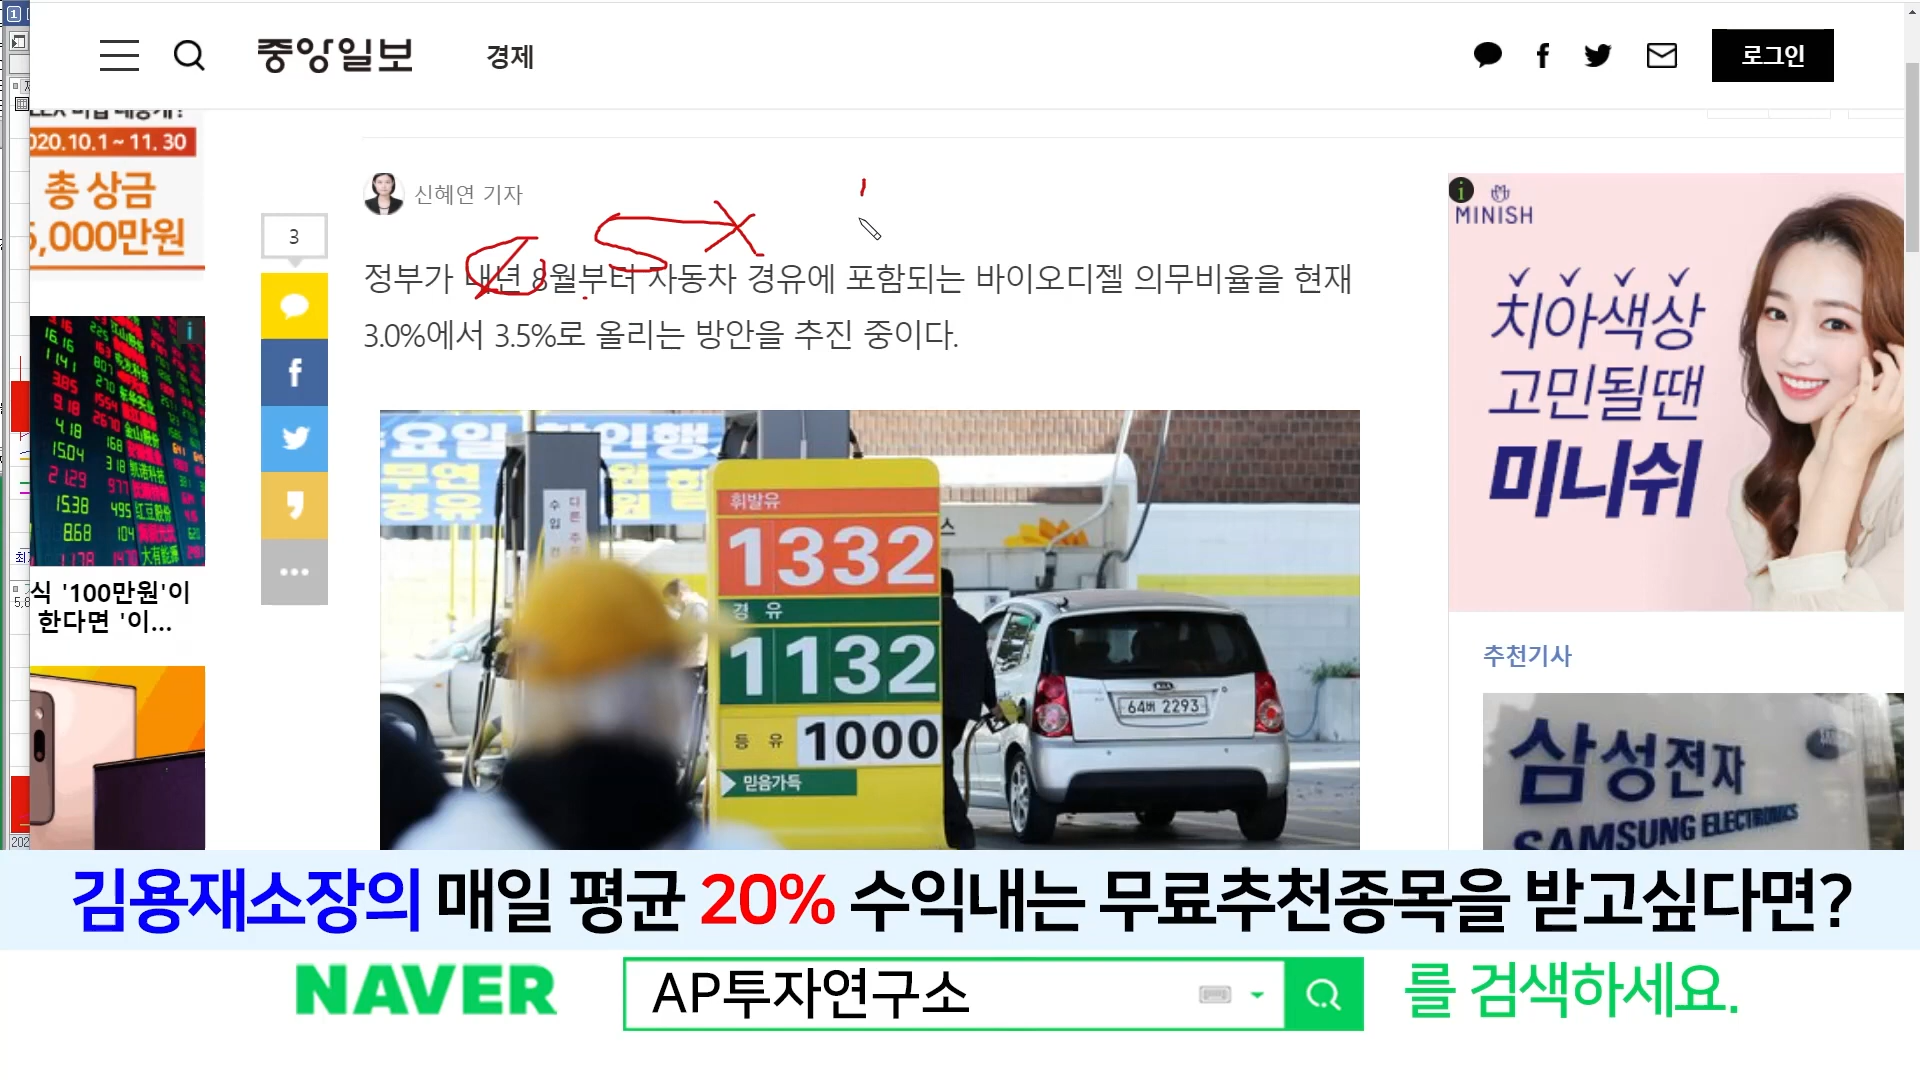 중앙일보
경제
로그인
2020.10.1 ~ 11.30
총 상금
5,000만원
신혜연 기자
3
정부가 내년 8월부터 자동차 경유에 포함되는 바이오디젤 의무비율을 현재
3.0%에서 3.5%로 올리는 방안을 추진 중이다.
MINISH
치아색상
고민될땐
미니쉬
휘발유
1332
경 유
1132
등 유 1000
믿음가득
64버 2293
식 '100만원'이
한다면 '이...
추천기사
삼성전자
SAMSUNG ELECTRONICS
김용재소장의 매일 평균 20% 수익내는 무료추천종목을 받고싶다면?
NAVER
AP투자연구소
를 검색하세요.